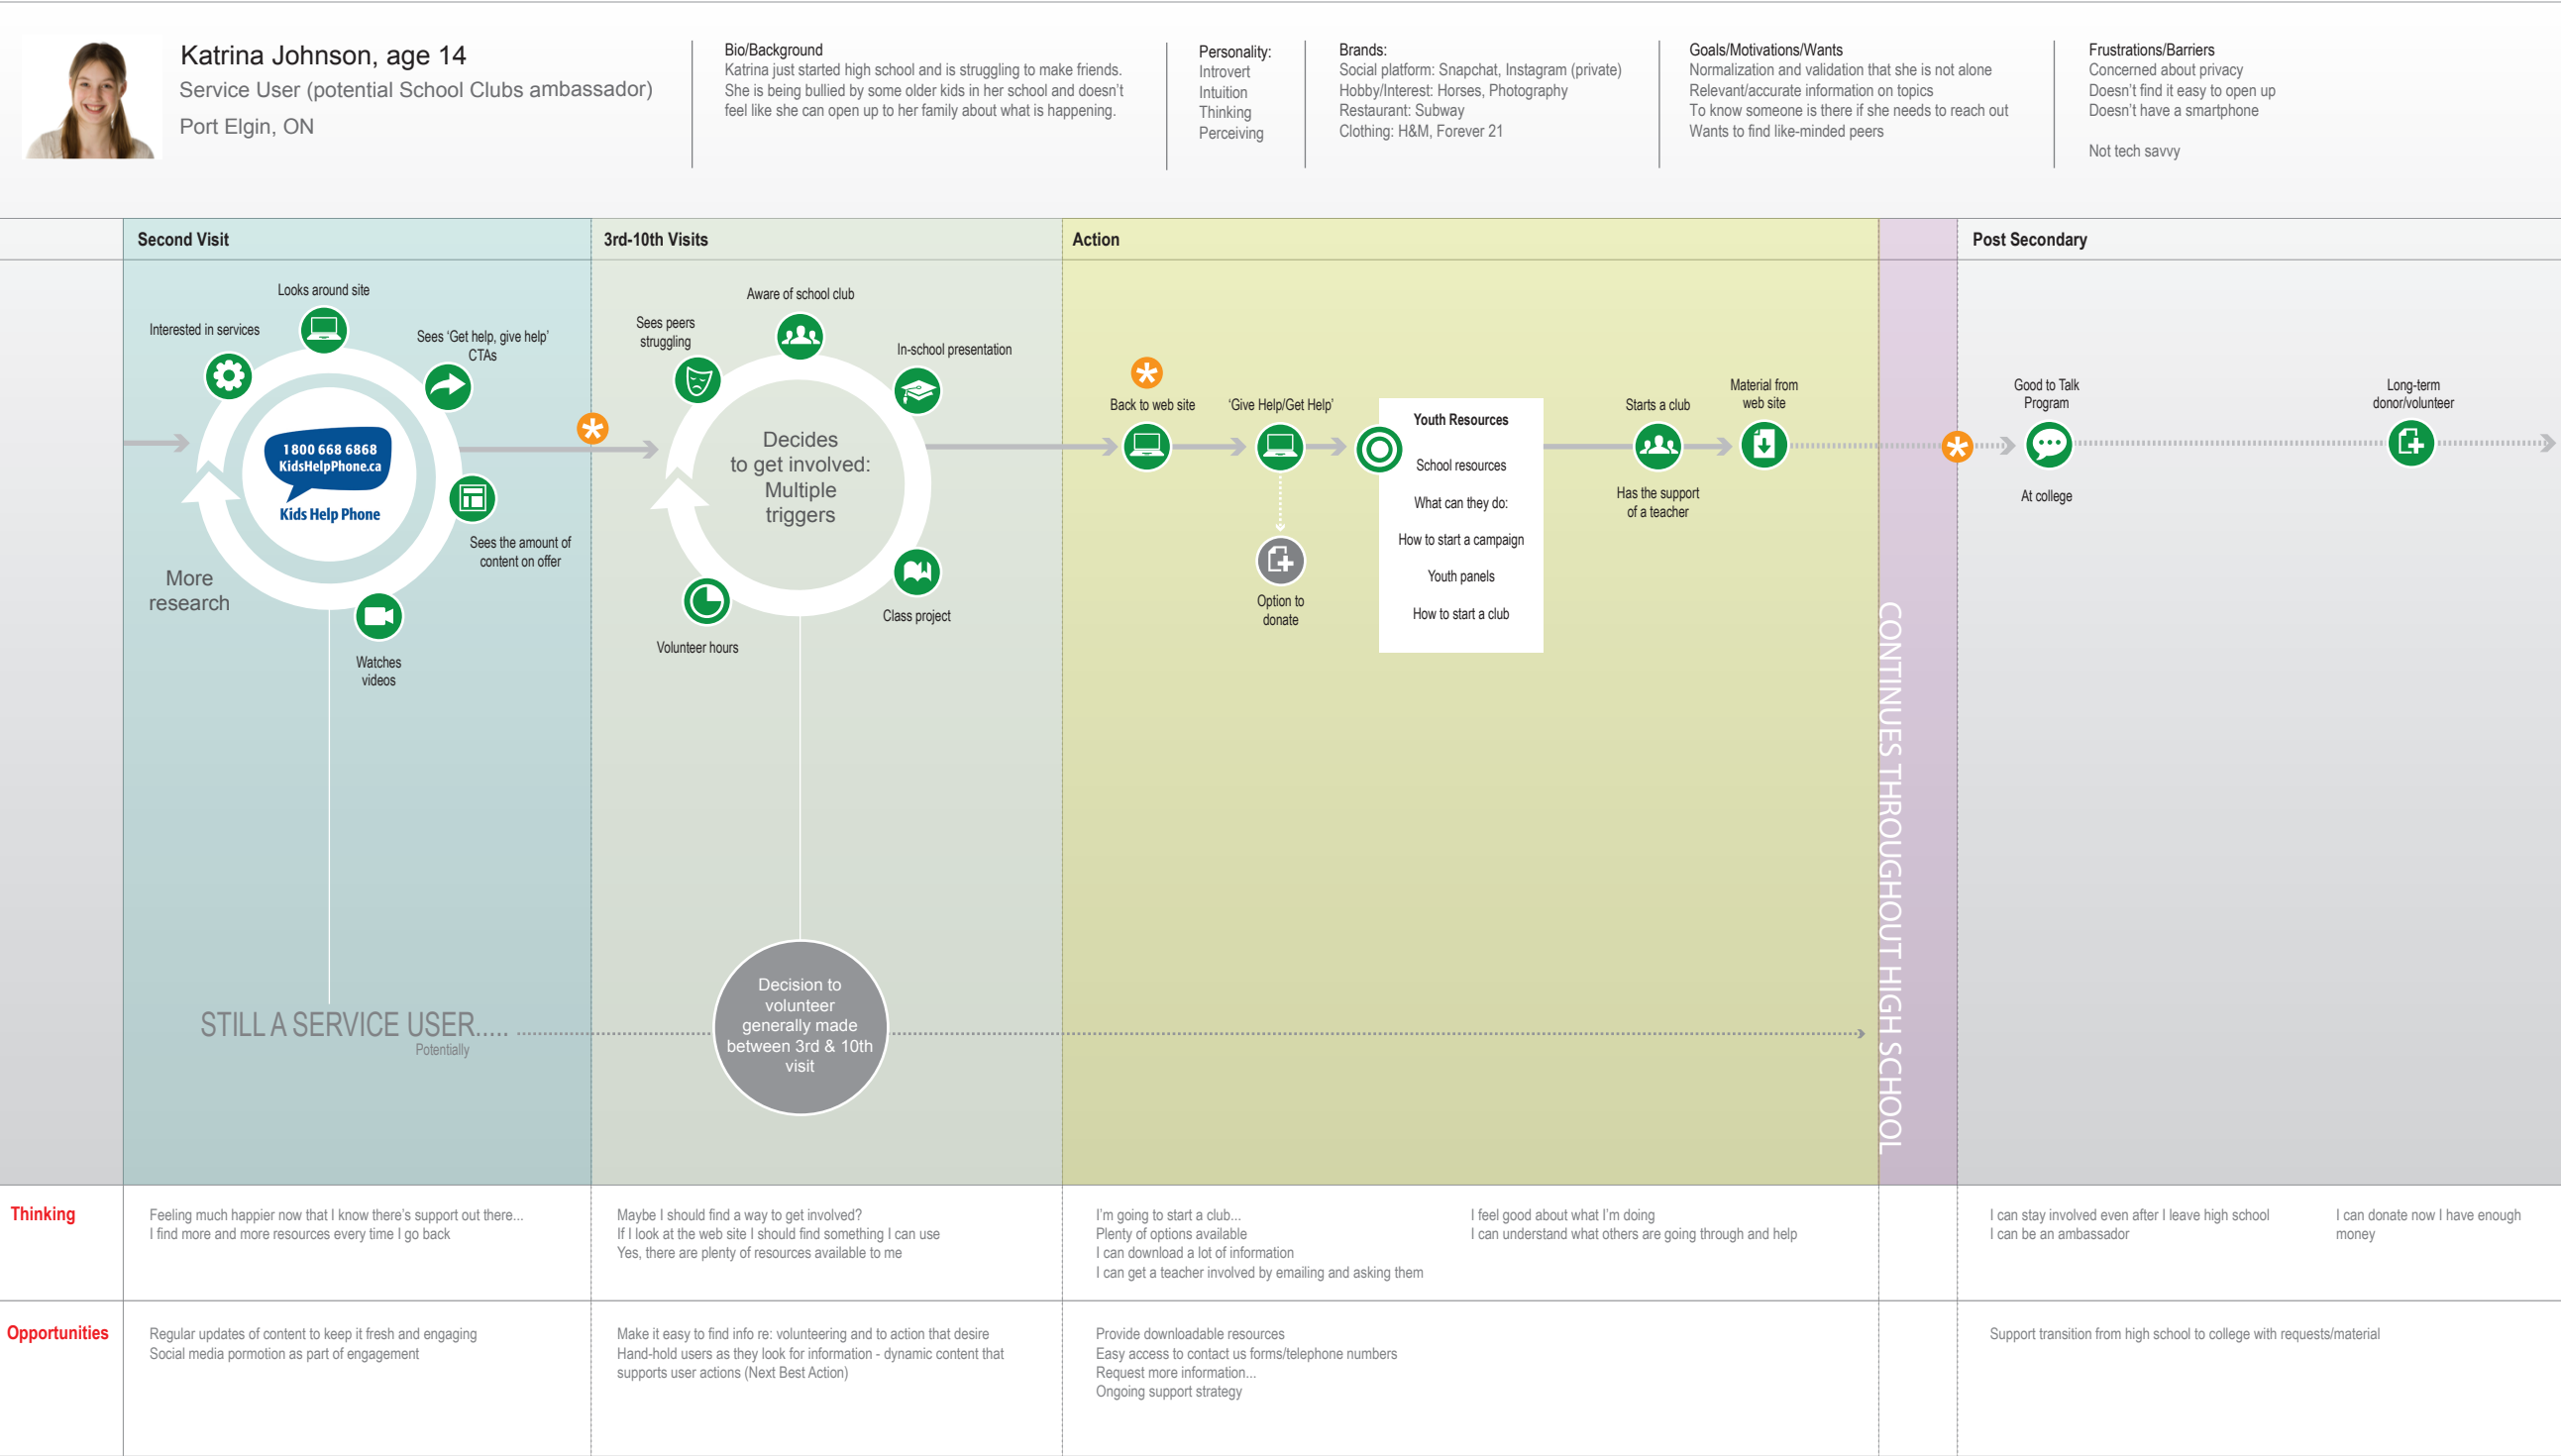 Katrina Johnson, age 14
Service User (potential School Clubs ambassador)
Port Elgin, ON
Bio/Background
Katrina just started high school and is struggling to make friends.
She is being bullied by some older kids in her school and doesn't
feel like she can open up to her family about what is happening.
Personality:
Introvert
Intuition
Thinking
Perceiving
Brands:
Social platform: Snapchat, Instagram (private)
Hobby/Interest: Horses, Photography
Restaurant: Subway
Clothing: H&M, Forever 21
Goals/Motivations/Wants
Normalization and validation that she is not alone
Relevant/accurate information on topics
To know someone is there if she needs to reach out
Wants to find like-minded peers
Frustrations/Barriers
Concerned about privacy
Doesn't find it easy to open up
Doesn't have a smartphone
Not tech savvy
Second Visit
Looks around site
Interested in services
Sees 'Get help, give help'
CTAs
1 800 668 6868
KidsHelpPhone.ca
Kids Help Phone
Sees the amount of
content on offer
More
research
Watches
videos
STILL A SERVICE USER.....
Potentially
3rd-10th Visits
Aware of school club
Sees peers
struggling
In-school presentation
Decides
to get involved:
Multiple
triggers
Class project
Volunteer hours
Decision to
volunteer
generally made
between 3rd & 10th
visit
Action
Back to web site
'Give Help/Get Help'
Option to
donate
Youth Resources
School resources
What can they do:
How to start a campaign
Youth panels
How to start a club
Starts a club
Has the support
of a teacher
Material from
web site
CONTINUES THROUGHOUT HIGH SCHOOL
Post Secondary
Good to Talk
Program
At college
Long-term
donor/volunteer
Thinking
Feeling much happier now that I know there's support out there...
I find more and more resources every time I go back
Maybe I should find a way to get involved?
If I look at the web site I should find something I can use
Yes, there are plenty of resources available to me
I'm going to start a club...
Plenty of options available
I can download a lot of information
I can get a teacher involved by emailing and asking them
I feel good about what I'm doing
I can understand what others are going through and help
I can stay involved even after I leave high school
I can be an ambassador
I can donate now I have enough
money
Opportunities
Regular updates of content to keep it fresh and engaging
Social media pormotion as part of engagement
Make it easy to find info re: volunteering and to action that desire
Hand-hold users as they look for information - dynamic content that
supports user actions (Next Best Action)
Provide downloadable resources
Easy access to contact us forms/telephone numbers
Request more information...
Ongoing support strategy
Support transition from high school to college with requests/material